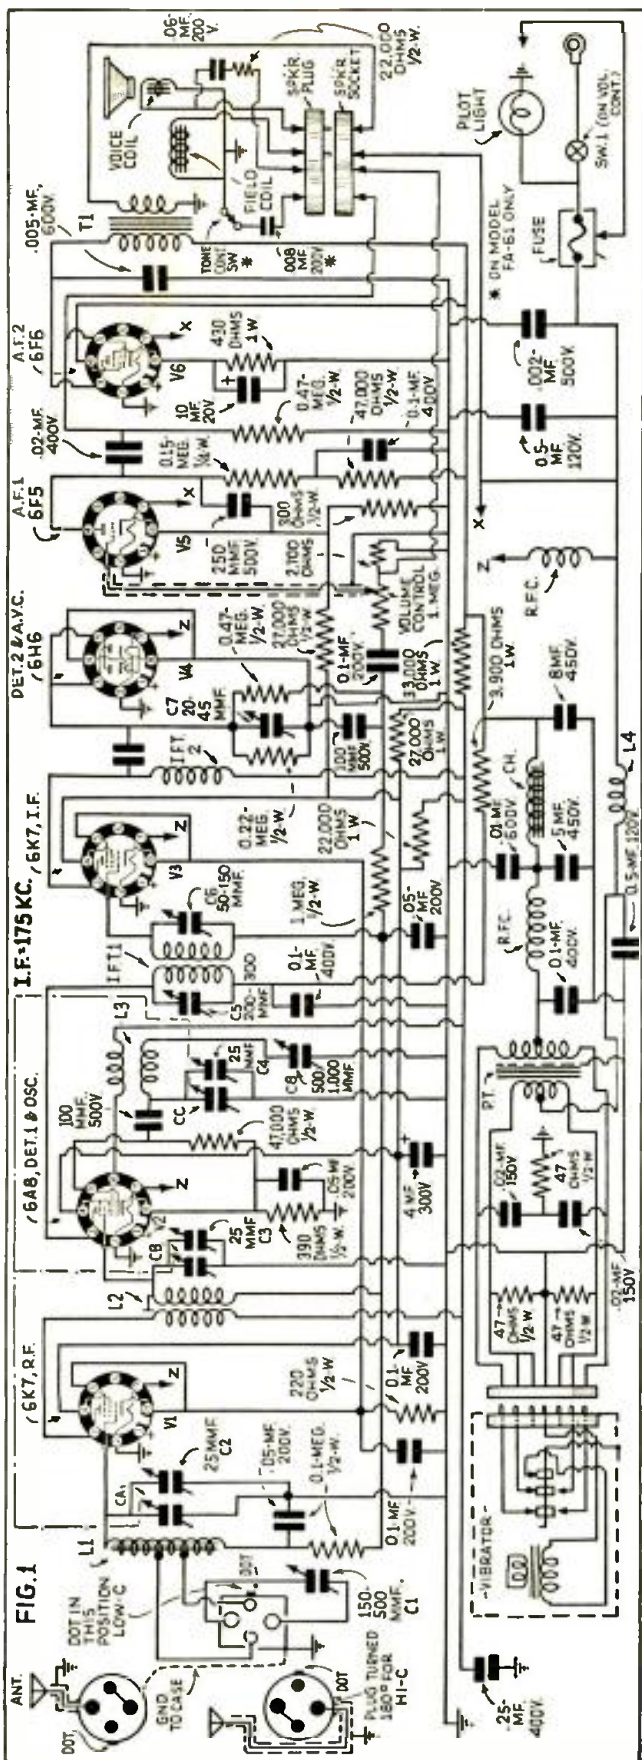 FIG.1
I.F.=175 KC.
6K7, R.F.
6A8, DET.1 & OSC.
6K7, I.F.
DET.2 & A.V.C.
6H6
A.F.1
6F5
A.F.2
6F6
.02-MF.
400V.
.005-MF.,
600V.
T1
.06-
MF.
200
V.
22,000
OHMS
1/2-W.
VOICE
COIL
FIELD
COIL
SPK'R.
PLUG
SPK'R.
SOCKET
TONE
CONT.
SW
*
.008
MF
200V.
*
PILOT
LIGHT
SW.1 (ON VOL.
CONT.)
* ON MODEL
FA-61 ONLY
FUSE
ANT.
DOT
GND
TO CASE
DOT IN
THIS
POSITION
LOW-C
DOT
PLUG TURNED
180° FOR
HI-C
DOT
150-
500
MMF.
C1
L1
CA
25 MMF.
C2
.05-MF.
200V.
0.1-MEG.
1/2-W.
V1
Z
220
OHMS
1/2-W.
0.1-
MF
200V.
0.1-MF
200V.
L2
CB
25
MMF
C3
V2
Z
390
OHMS
1/2-W.
.05-MF
200V.
47,000
OHMS
1/2-W.
100
MMF.
500V.
L3
CC
25
MMF
C4
C8
500/
1,000
MMF
4 MF
300V.
IFT1
C5
200-
300
MMF
0.1-
MF
400V.
C6
50-150
MMF.
V3
Z
1 MEG.
1/2-W.
.05-
MF
200V.
I.F.T.
2
0.22-
MEG.
1/2-W.
22,000
OHMS
1 W
C7
20-
45
MMF.
0.47-
MEG.
1/2-W.
27,000
OHMS
1/2-W.
100
MMF
500V.
27,000
OHMS
1 W.
V4
Z
0.1-MF
200V.
OHMS
1 W.
VOLUME
CONTROL
1 MEG.
V5
X
250
MMF.
500V.
0.15-
MEG.
OHMS
1/2-W.
2,700
OHMS
V6
X
10
MF.
20V.
430
OHMS
1 W.
0.47-
MEG.
1/2-W.
47,000
OHMS
1/2-W.
0.1-MF.
400V.
3,900 OHMS
1 W.
.002-
MF
500V.
0.5-
MF
120V.
X
Z
R.F.C.
8 MF.
450V.
CH.
5 MF.
450V.
.01 MF.
600V.
R.F.C.
0.1-MF.
400V.
L4
0.5-MF. 120V.
P.T.
.02-MF.
150V
47
OHMS
1/2-W.
.02-MF.
150V
47
OHMS
1/2-W
47
OHMS
1/2-W.
VIBRATOR
.25-
MF.
400V.